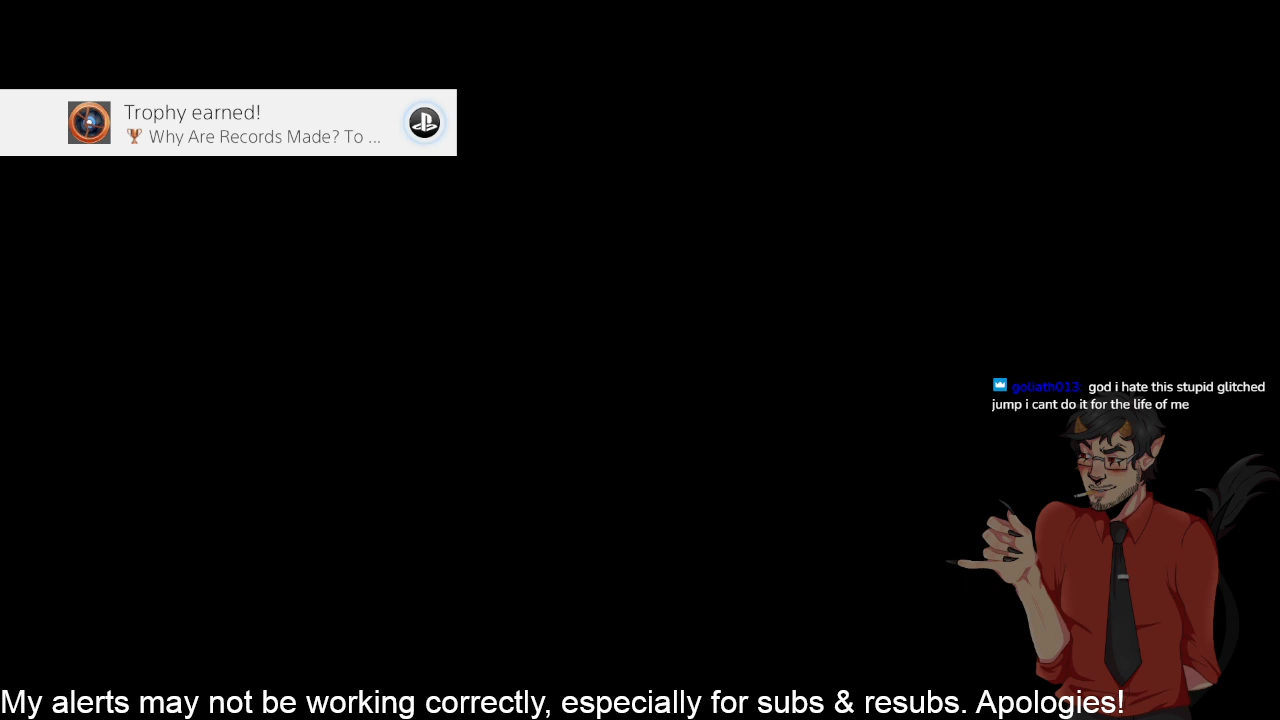 Trophy earned!
Why Are Records Made? To ...
goliath013: god i hate this stupid glitched
jump i cant do it for the life of me
My alerts may not be working correctly, especially for subs & resubs. Apologies!